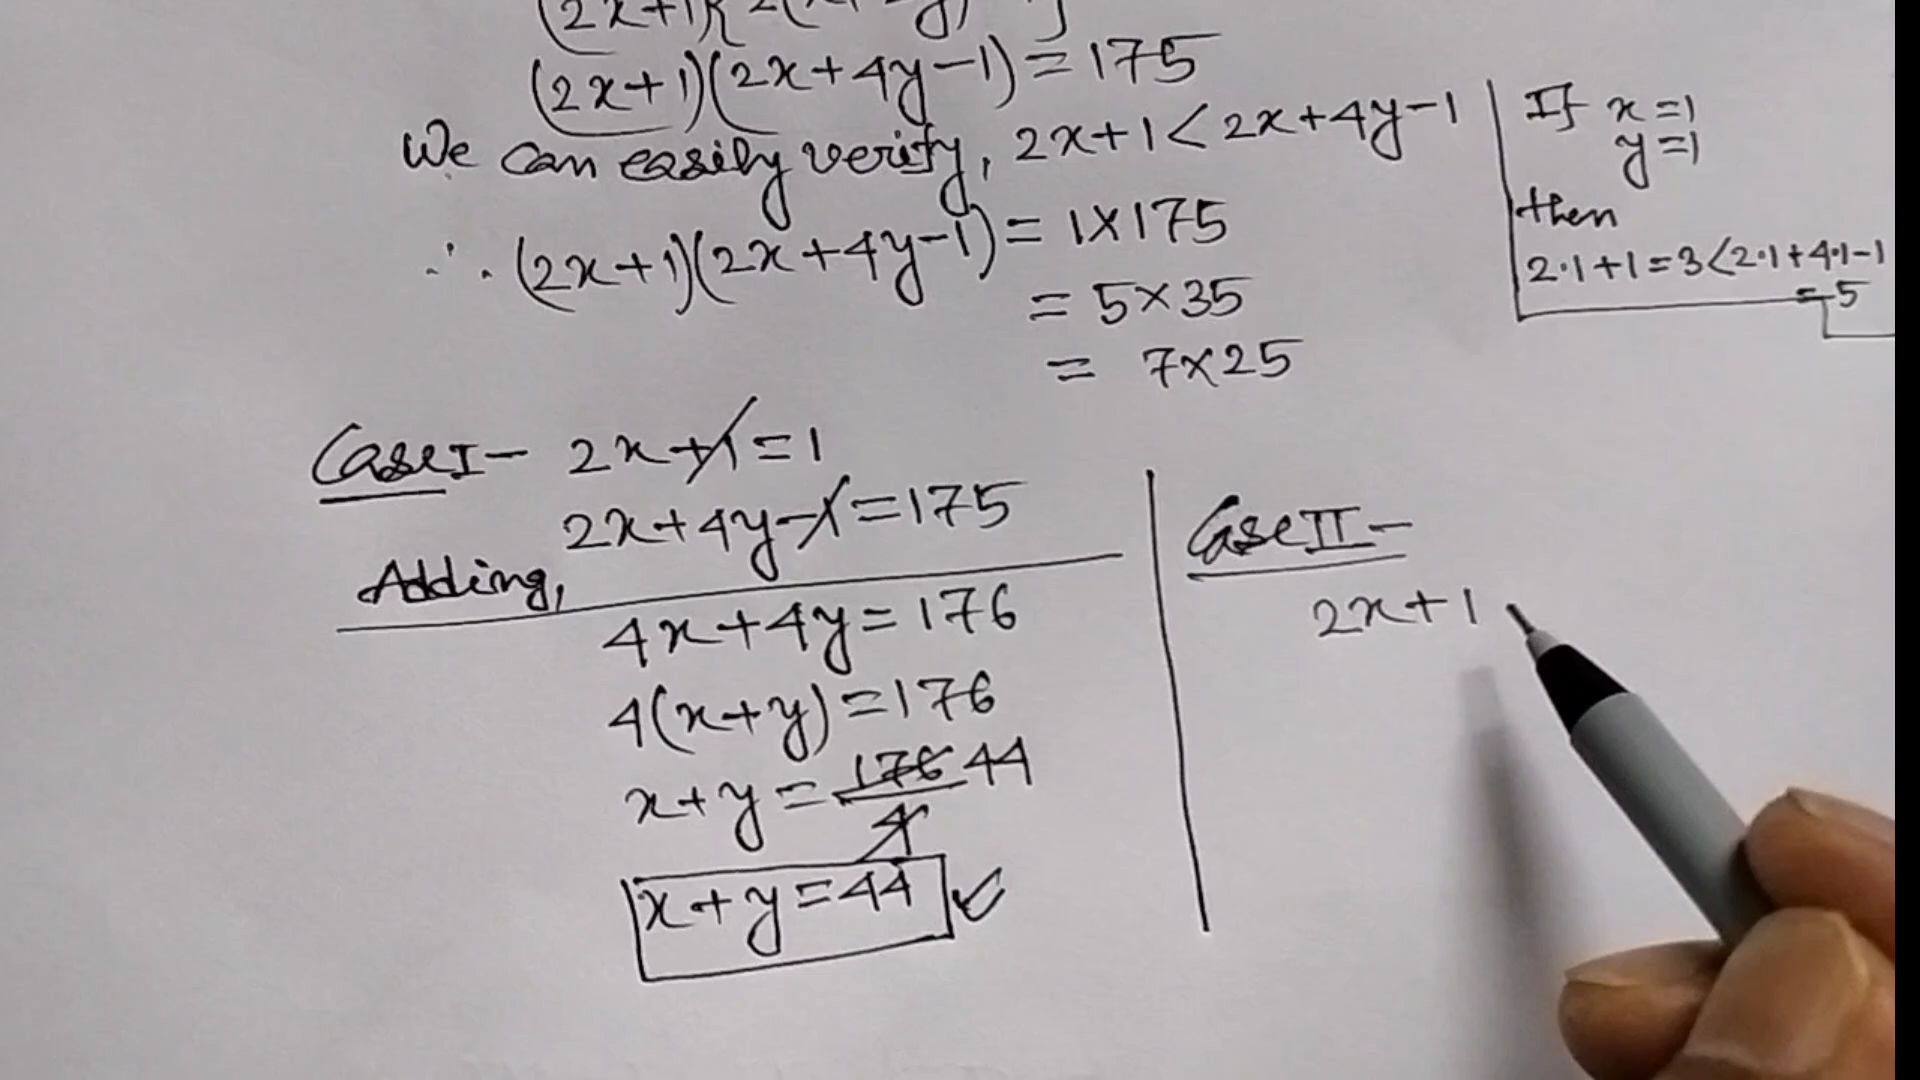 (2x+1){2(
(2x+1)(2x+4y-1)=175
We can easily verify, 2x+1<2x+4y-1
∴ (2x+1)(2x+4y-1)=1×175
=5×35
= 7×25
If x=1
y=1
then
2·1+1=3<2·1+4·1-1
=5
Case I- 2x+1=1
2x+4y-1=175
Adding,
4x+4y=176
4(x+y)=176
x+y=176/4 44
x+y=44
Case II-
2x+1